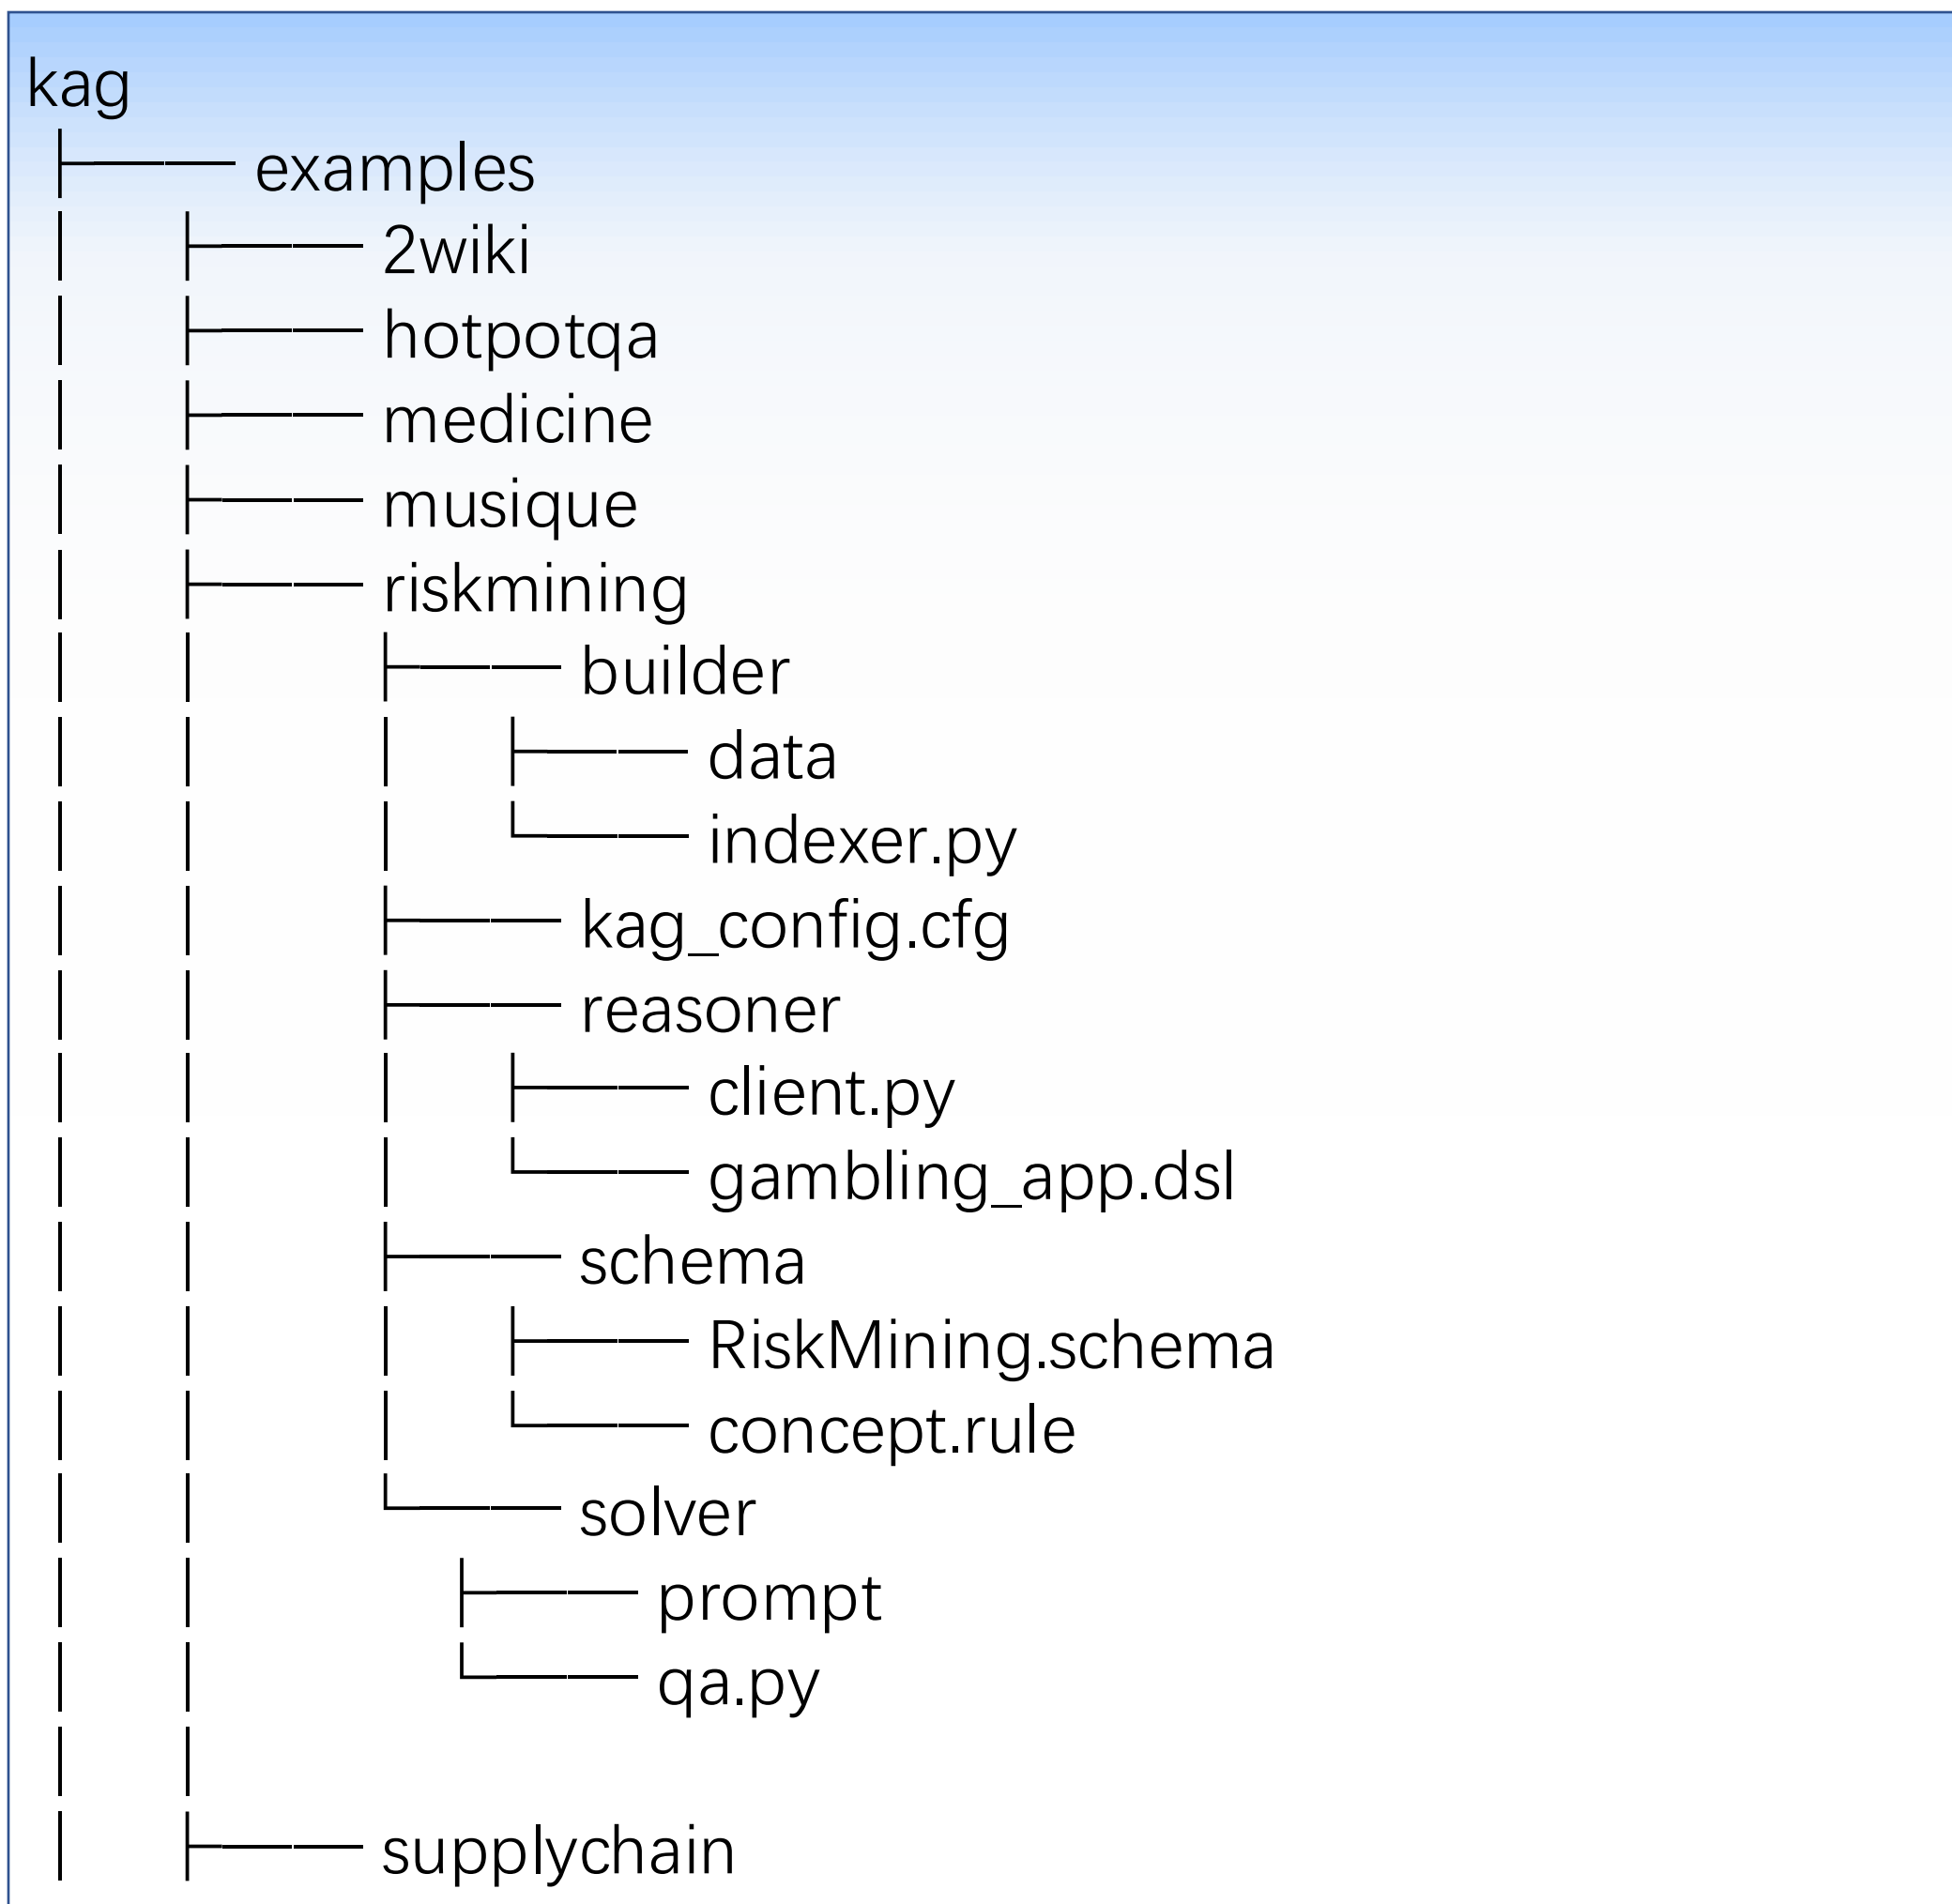 kag
examples
2wiki
hotpotqa
medicine
musique
riskmining
builder
data
indexer.py
kag_config.cfg
reasoner
client.py
gambling_app.dsl
schema
RiskMining.schema
concept.rule
solver
prompt
qa.py
supplychain